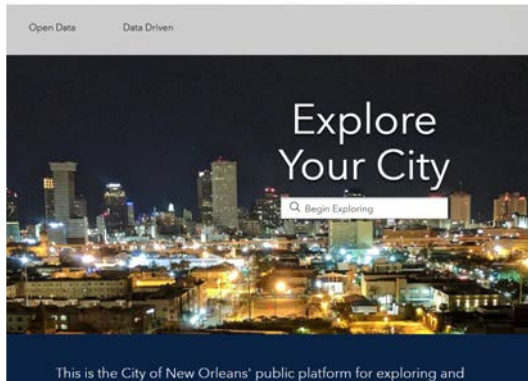 Open Data Data Driven
Explore
Your City
Begin Exploring
This is the City of New Orleans' public platform for exploring and